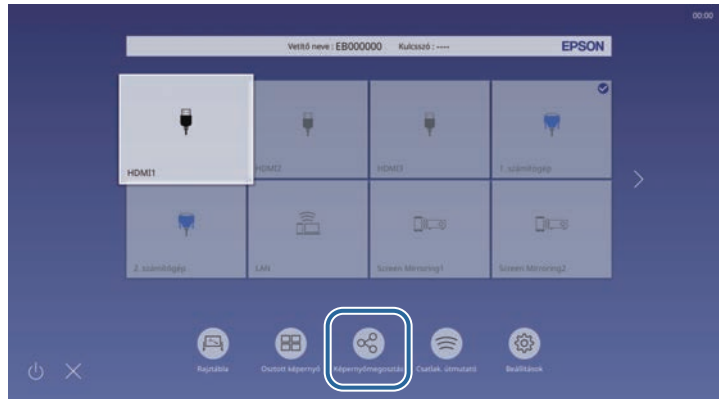 00:00
Vetítő neve : EB000000 Kulcsszó : ---- EPSON
HDMI1
HDMI2
HDMI3
1. számítógép
2. számítógép
LAN
Screen Mirroring1
Screen Mirroring2
Rajztábla
Osztott képernyő
Képernyőmegosztás
Csatlak. útmutató
Beállítások